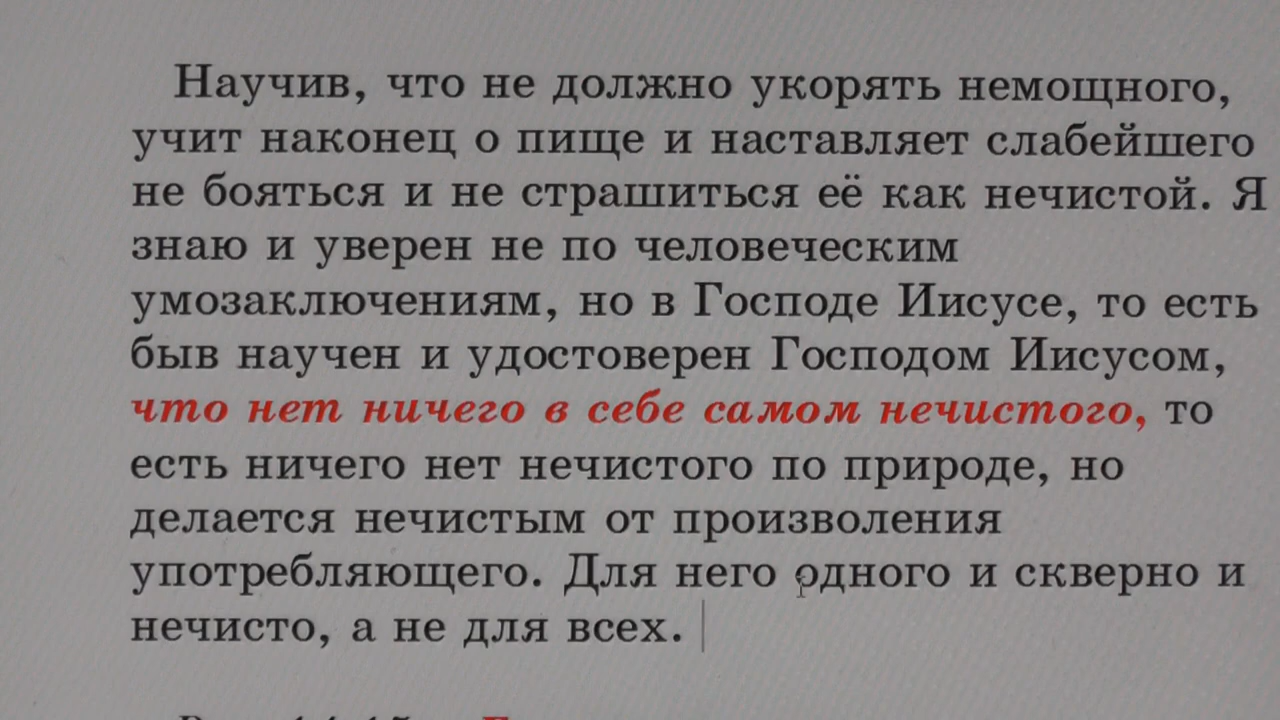 Научив, что не должно укорять немощного,
учит наконец о пище и наставляет слабейшего
не бояться и не страшиться её как нечистой. Я
знаю и уверен не по человеческим
умозаключениям, но в Господе Иисусе, то есть
быв научен и удостоверен Господом Иисусом,
что нет ничего в себе самом нечистого, то
есть ничего нет нечистого по природе, но
делается нечистым от произволения
употребляющего. Для него одного и скверно и
нечисто, а не для всех.